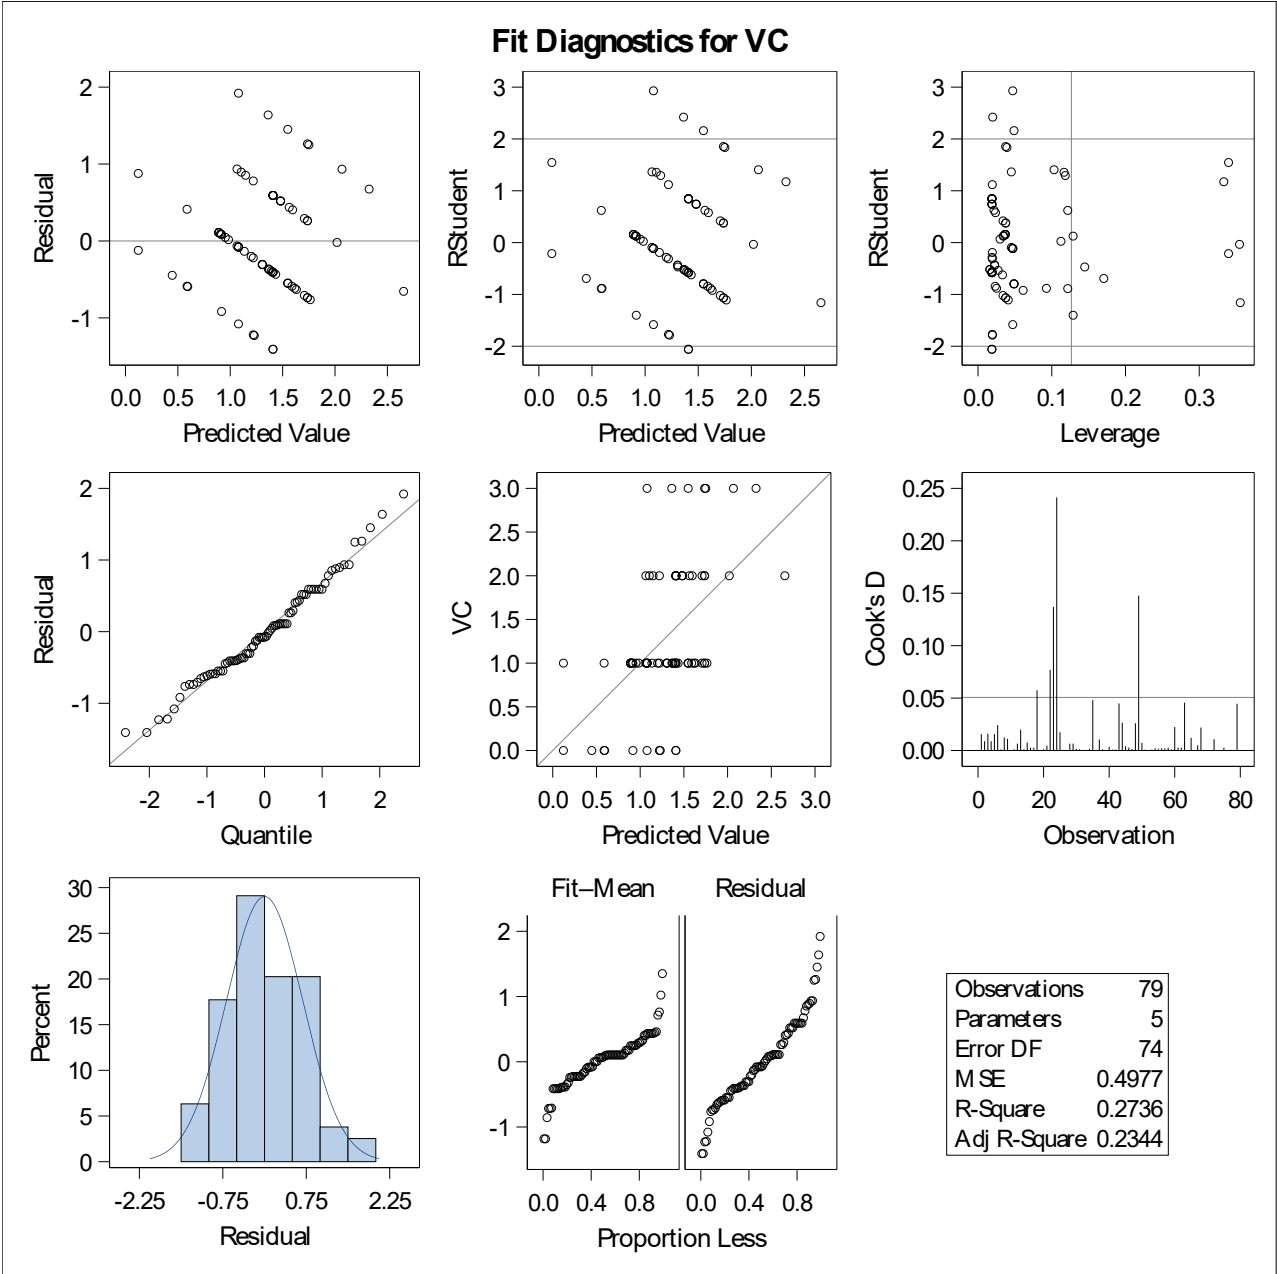 Fit Diagnostics for VC
2
1
0
-1
Residual
0.0 0.5 1.0 1.5 2.0 2.5
Predicted Value
3
2
1
0
-1
-2
RStudent
0.0 0.5 1.0 1.5 2.0 2.5
Predicted Value
3
2
1
0
-1
-2
RStudent
0.0 0.1 0.2 0.3
Leverage
2
1
0
-1
Residual
-2 -1 0 1 2
Quantile
3.0
2.5
2.0
1.5
1.0
0.5
0.0
VC
0.0 0.5 1.0 1.5 2.0 2.5 3.0
Predicted Value
0.25
0.20
0.15
0.10
0.05
0.00
Cook's D
0 20 40 60 80
Observation
30
25
20
15
10
5
0
Percent
-2.25 -0.75 0.75 2.25
Residual
Fit–Mean Residual
2
1
0
-1
0.0 0.4 0.8 0.0 0.4 0.8
Proportion Less
Observations 79
Parameters 5
Error DF 74
MSE 0.4977
R-Square 0.2736
Adj R-Square 0.2344